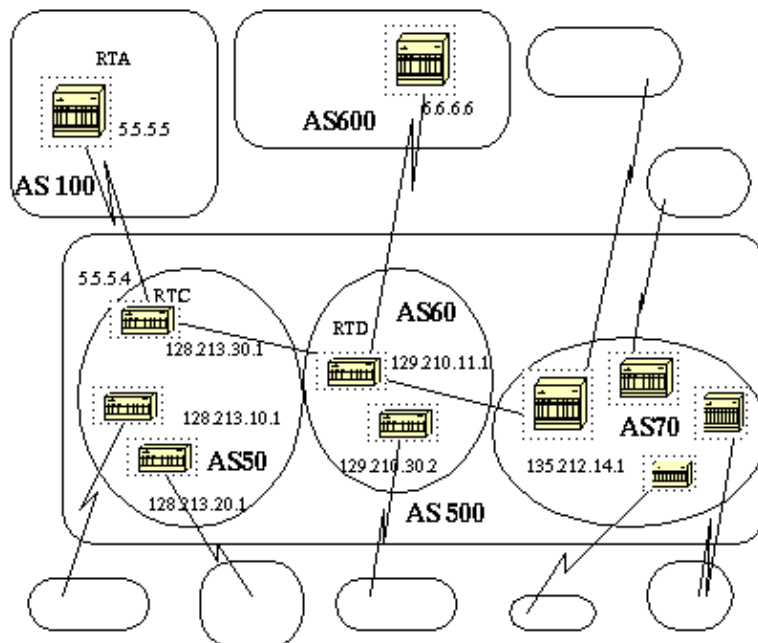 RTA
5.5.5.5
AS 100
AS600
6.6.6.6
5.5.5.4
RTC
128.213.30.1
RTD
AS60
129.210.11.1
128.213.10.1
AS50
128.213.20.1
129.210.30.2
AS70
135.212.14.1
AS 500